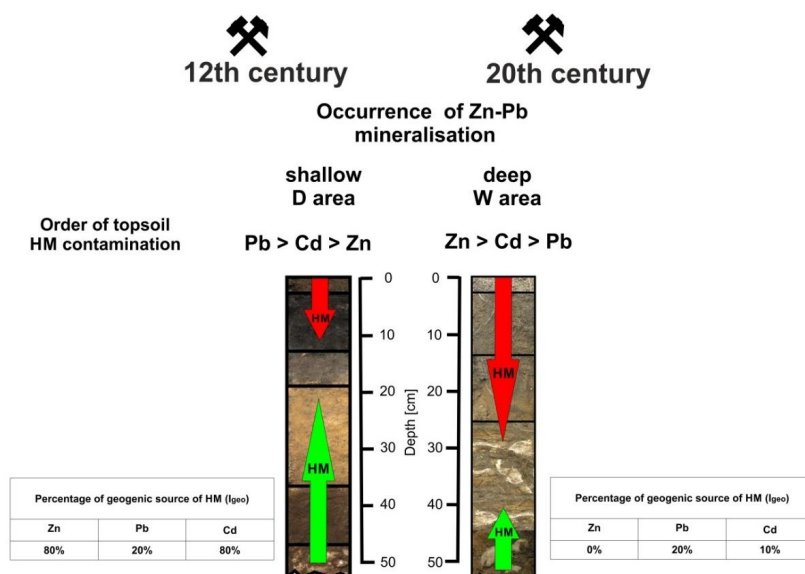 12th century
20th century
Occurrence of Zn-Pb
mineralisation
shallow
D area
deep
W area
Order of topsoil
HM contamination
Pb > Cd > Zn
Zn > Cd > Pb
0
10
20
30
40
50
Depth [cm]
0
10
20
30
40
50
HM
HM
HM
HM
Percentage of geogenic source of HM (Igeo)
Zn Pb Cd
80% 20% 80%
Percentage of geogenic source of HM (Igeo)
Zn Pb Cd
0% 20% 10%